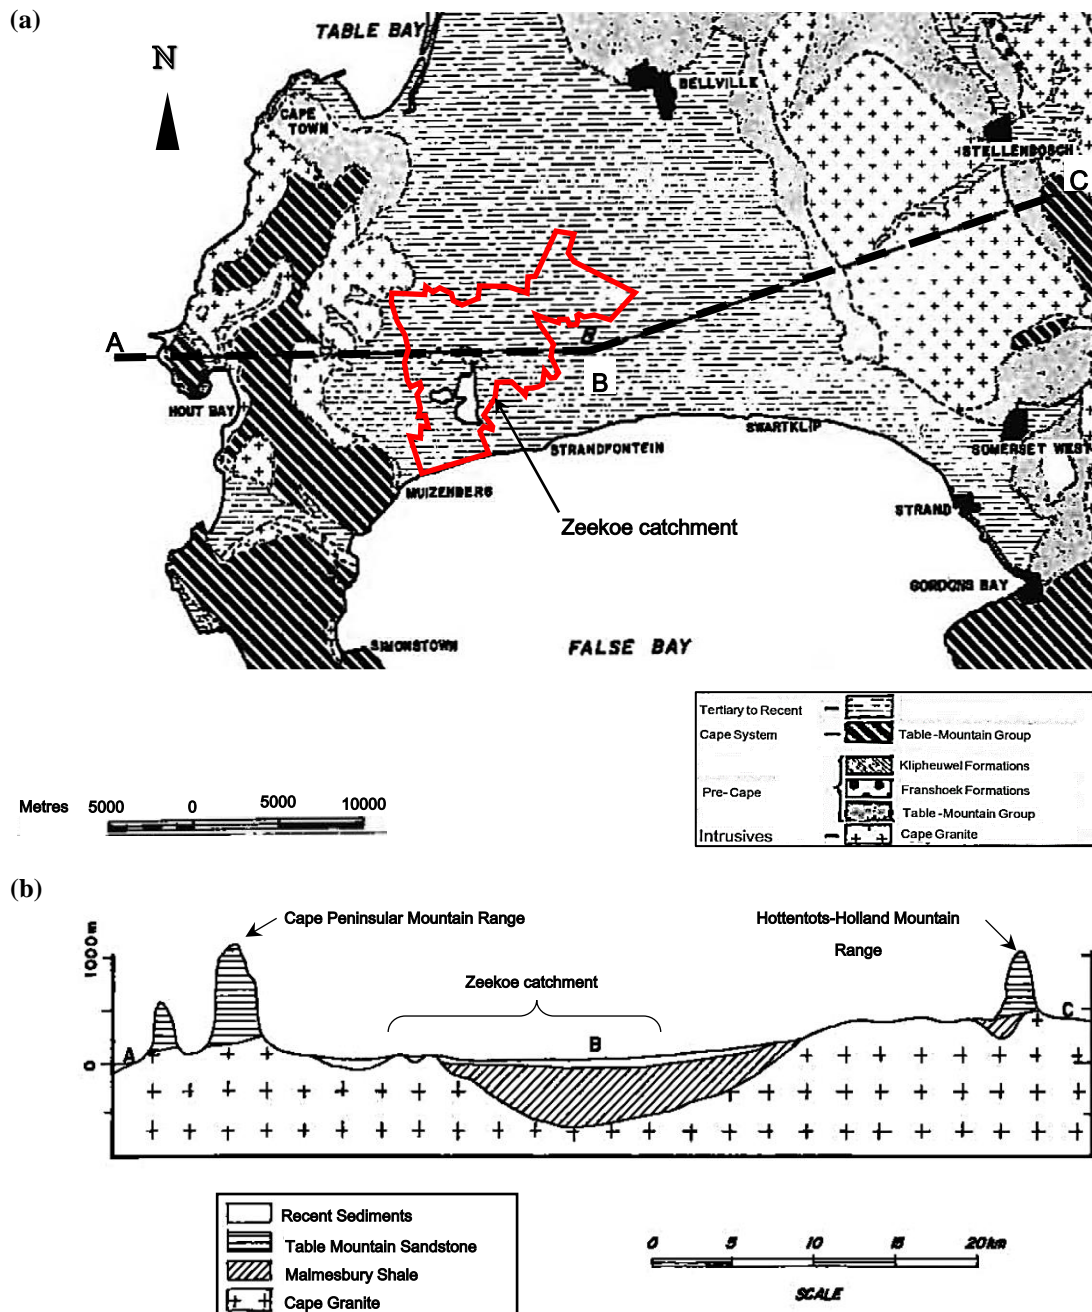 (a)
TABLE BAY
N
BELLVILLE
CAPE
TOWN
STELLENBOSCH
C
A
B
B
HOUT BAY
SWARTKLIP
STRANDFONTEIN
SOMERSET WEST
MUIZENBERG
STRAND
Zeekoe catchment
GORDONS BAY
SIMONSTOWN
FALSE BAY
Tertiary to Recent
Cape System Table-Mountain Group
Klipheuwel Formations
Pre-Cape Franshoek Formations
Table-Mountain Group
Intrusives Cape Granite
Metres 5000 0 5000 10000
(b)
Cape Peninsular Mountain Range
Hottentots-Holland Mountain
Range
1000m
Zeekoe catchment
A
B
C
0
Recent Sediments
Table Mountain Sandstone
Malmesbury Shale
Cape Granite
0 5 10 15 20 km
SCALE